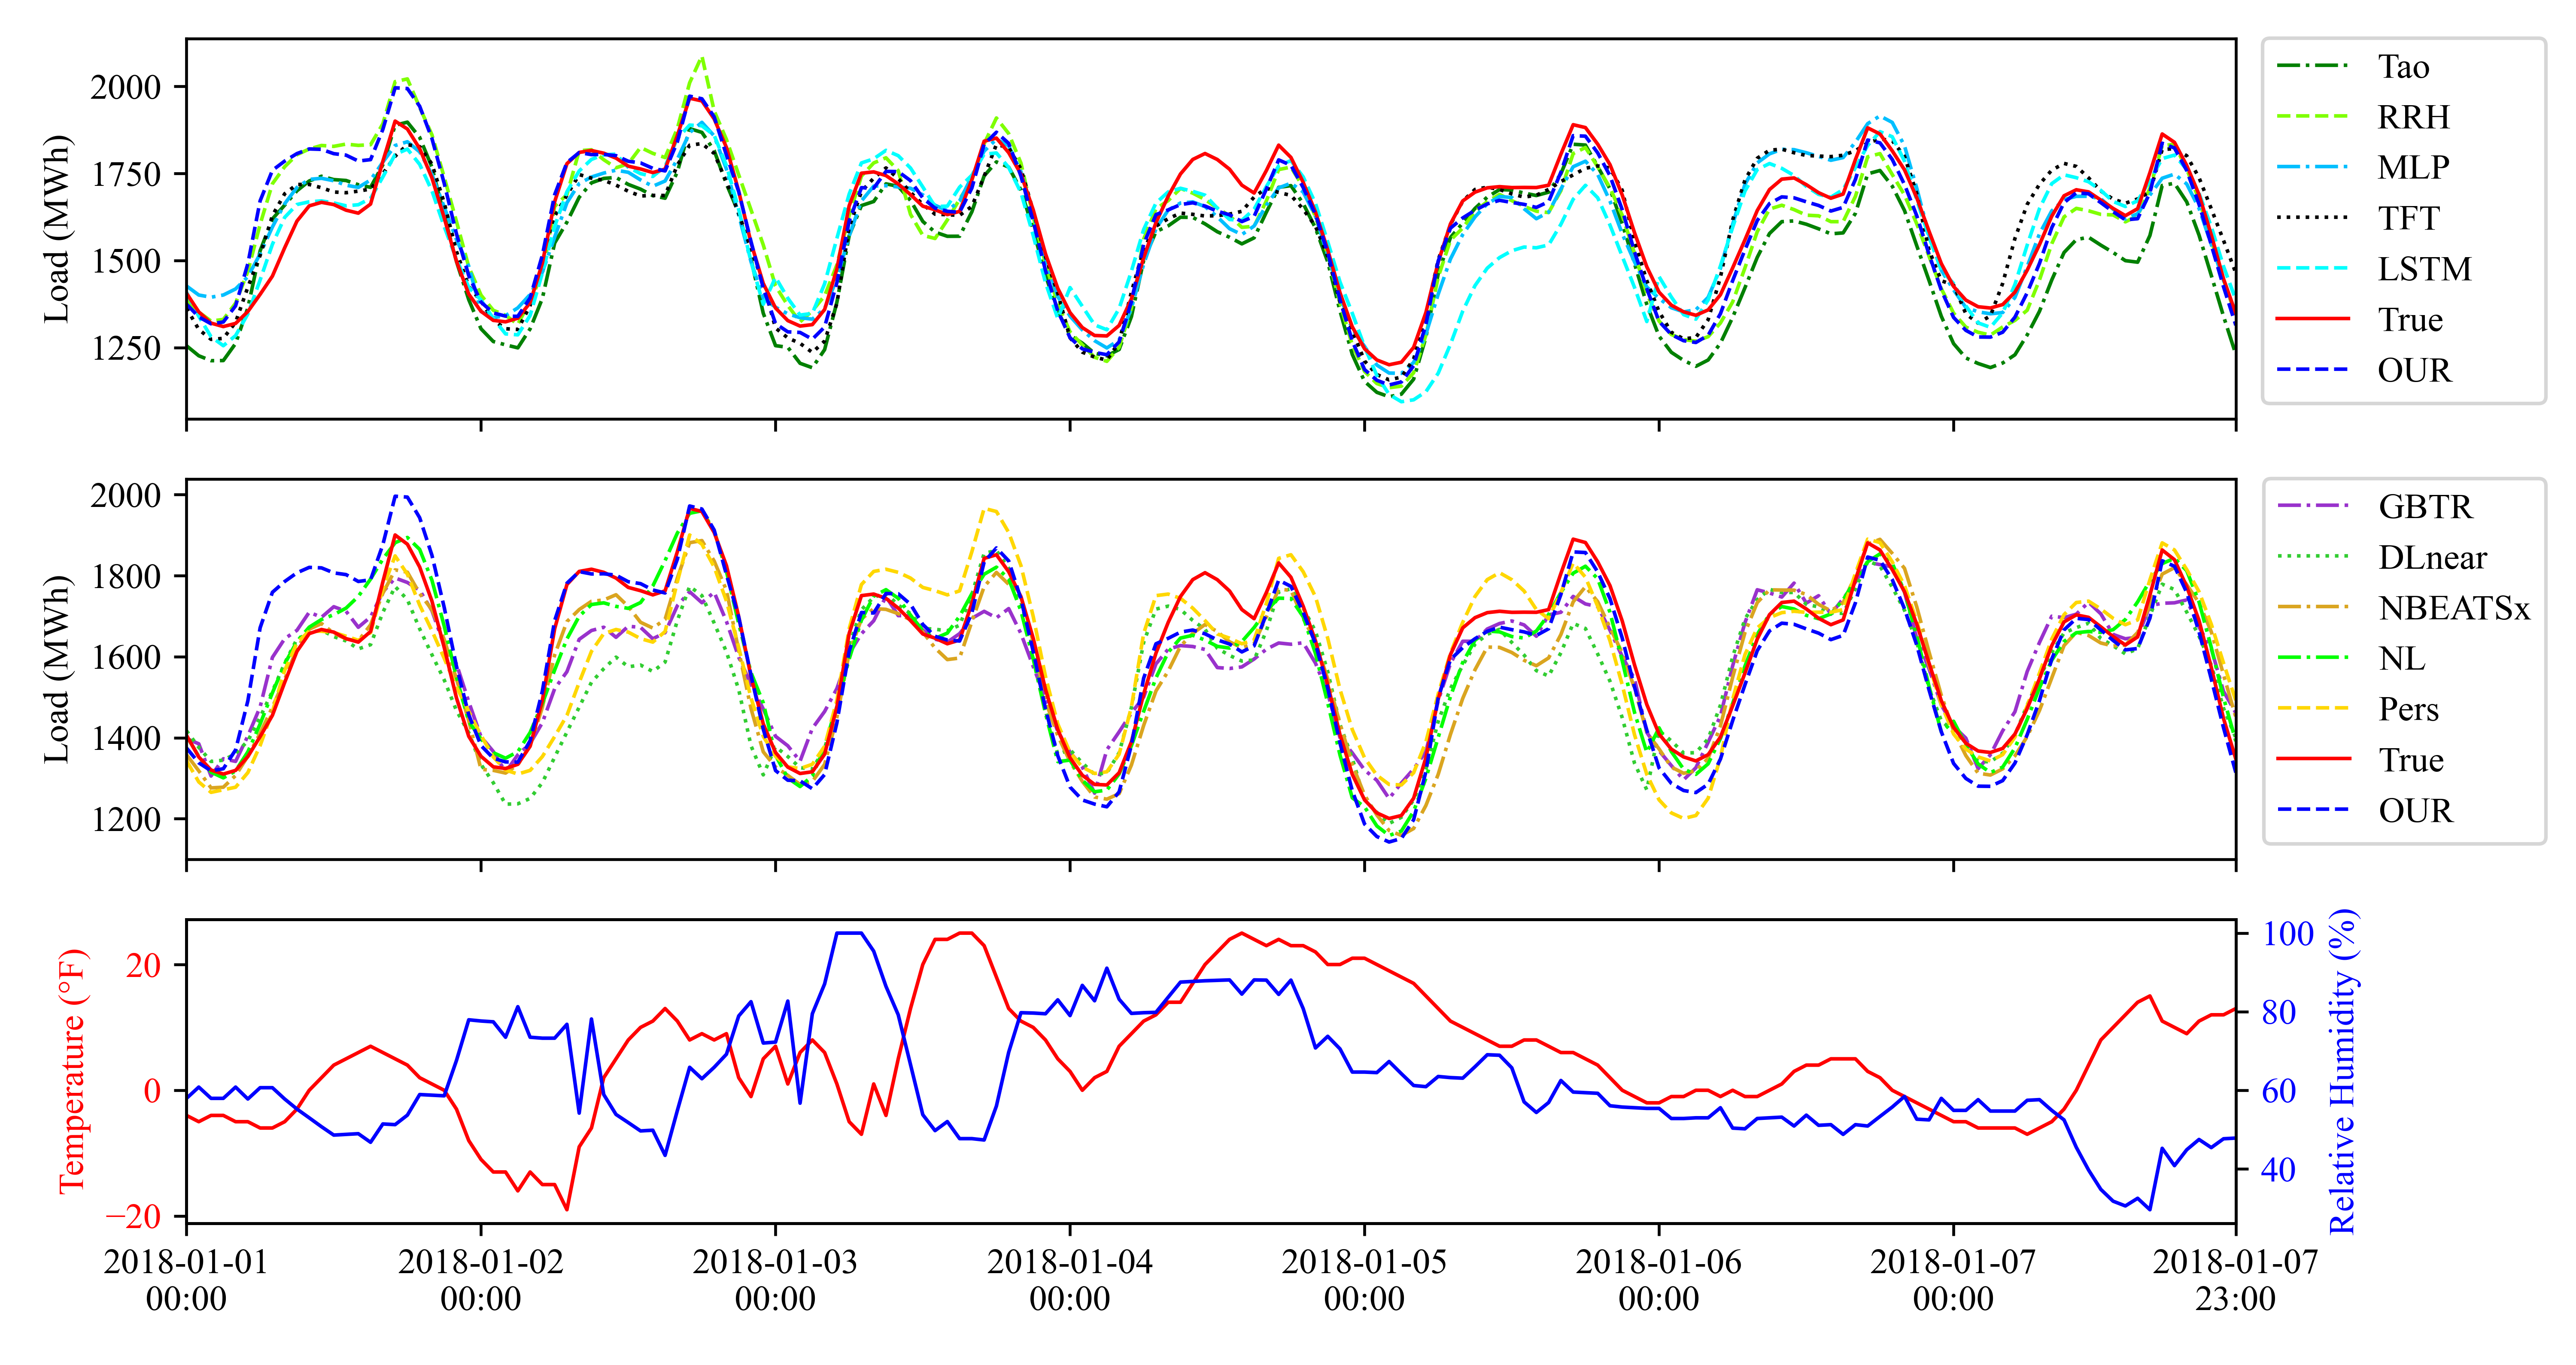 2000
1750
1500
1250
Load (MWh)
Tao
RRH
MLP
TFT
LSTM
True
OUR
2000
1800
1600
1400
1200
Load (MWh)
GBTR
DLnear
NBEATSx
NL
Pers
True
OUR
20
0
−20
Temperature (°F)
100
80
60
40
Relative Humidity (%)
2018-01-01 2018-01-02 2018-01-03 2018-01-04 2018-01-05 2018-01-06 2018-01-07 2018-01-07
00:00 00:00 00:00 00:00 00:00 00:00 00:00 23:00